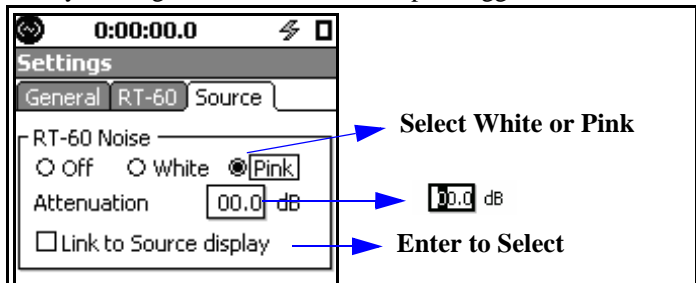 0:00:00.0
Settings
General RT-60 Source
RT-60 Noise
Off White Pink
Select White or Pink
Attenuation 00.0 dB
00.0 dB
Link to Source display
Enter to Select